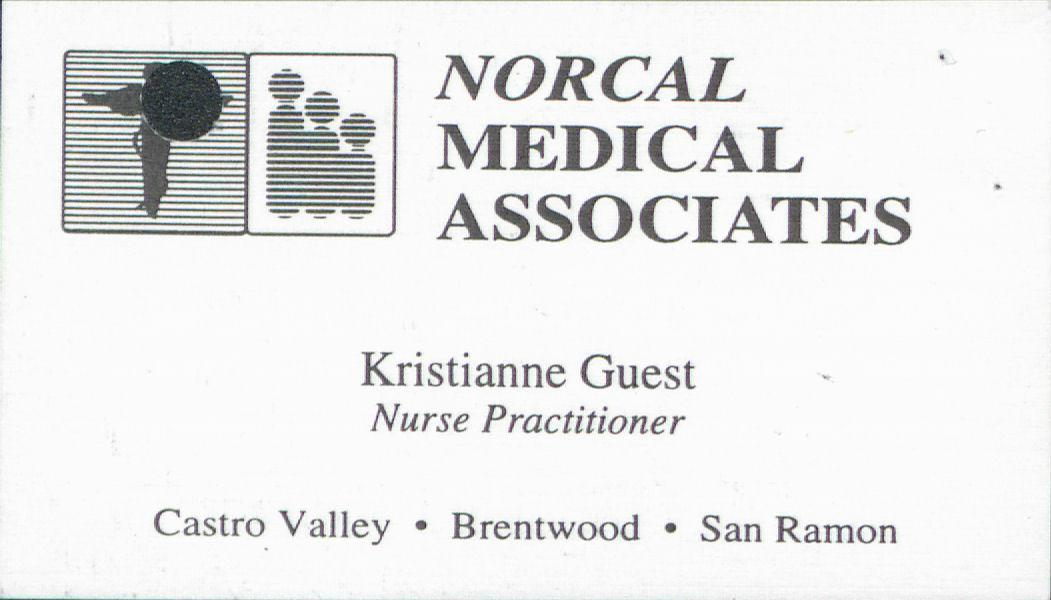 NORCAL
MEDICAL
ASSOCIATES
Kristianne Guest
Nurse Practitioner
Castro Valley • Brentwood • San Ramon